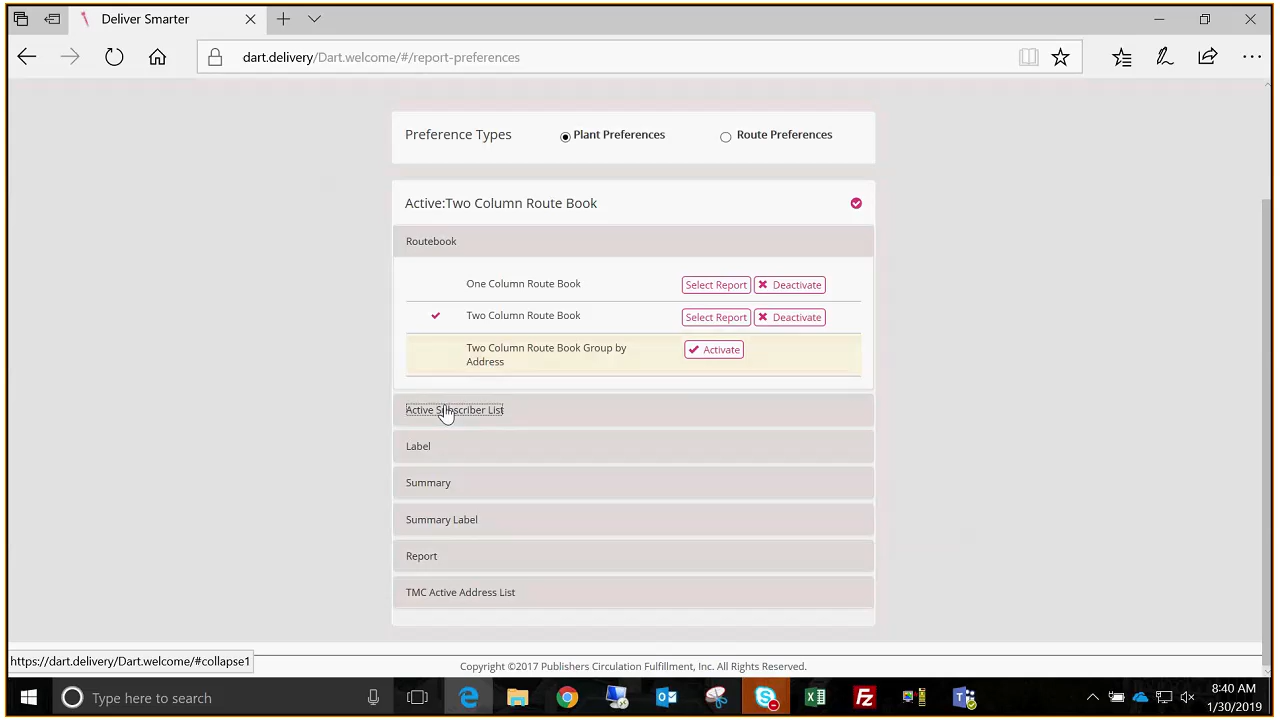 Deliver Smarter
dart.delivery/Dart.welcome/#/report-preferences
Preference Types
Plant Preferences
Route Preferences
Active:Two Column Route Book
Routebook
One Column Route Book
Select Report
Deactivate
Two Column Route Book
Select Report
Deactivate
Two Column Route Book Group by
Address
Activate
Active Subscriber List
Label
Summary
Summary Label
Report
TMC Active Address List
https://dart.delivery/Dart.welcome/#collapse1
Copyright ©2017 Publishers Circulation Fulfillment, Inc. All Rights Reserved.
Type here to search
8:40 AM
1/30/2019